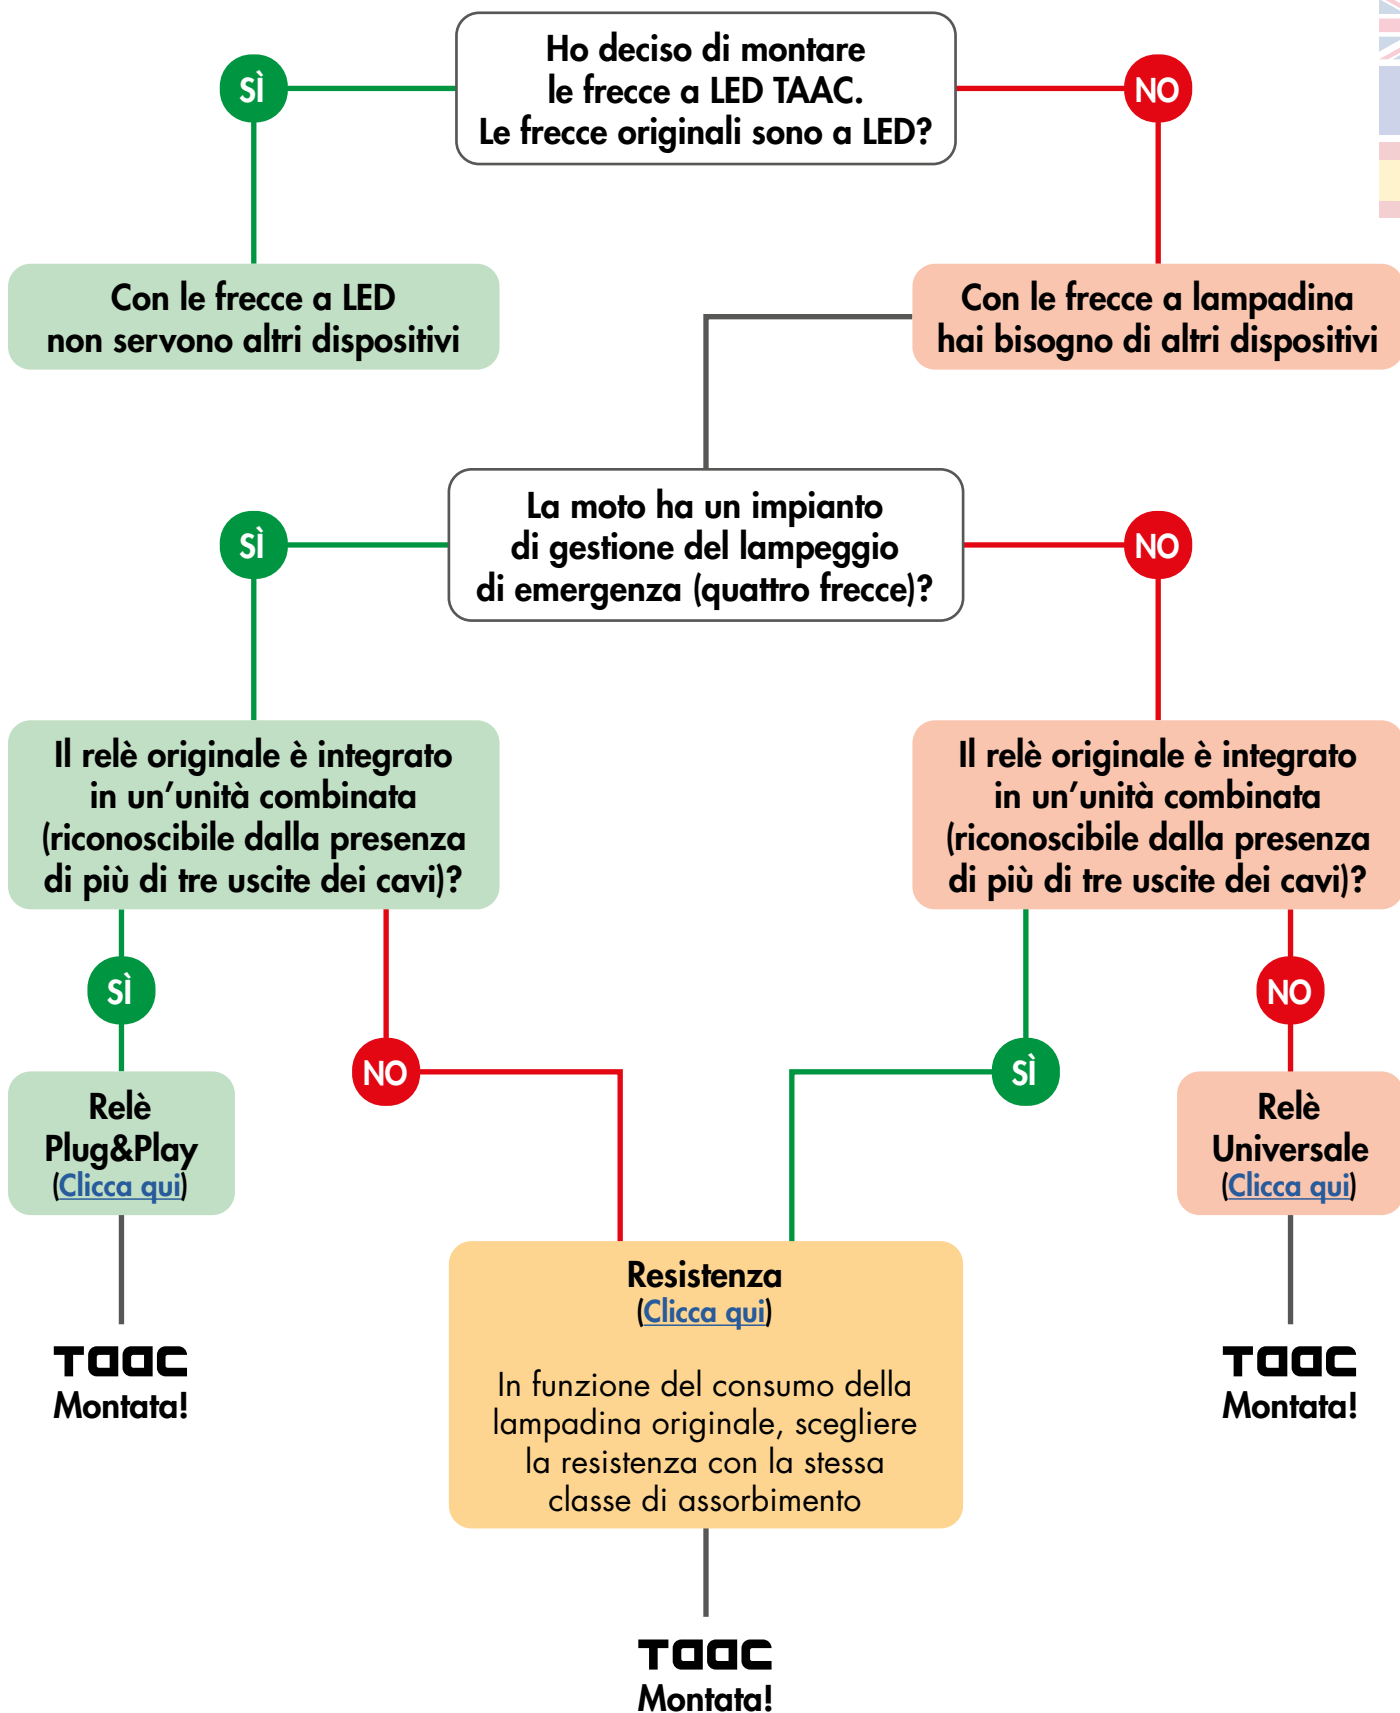 Ho deciso di montare
le frecce a LED TAAC.
Le frecce originali sono a LED?
SÌ
NO
Con le frecce a LED
non servono altri dispositivi
Con le frecce a lampadina
hai bisogno di altri dispositivi
La moto ha un impianto
di gestione del lampeggio
di emergenza (quattro frecce)?
SÌ
NO
Il relè originale è integrato
in un'unità combinata
(riconoscibile dalla presenza
di più di tre uscite dei cavi)?
Il relè originale è integrato
in un'unità combinata
(riconoscibile dalla presenza
di più di tre uscite dei cavi)?
SÌ
NO
SÌ
NO
Relè
Plug&Play
(Clicca qui)
Relè
Universale
(Clicca qui)
Resistenza
(Clicca qui)
In funzione del consumo della
lampadina originale, scegliere
la resistenza con la stessa
classe di assorbimento
TAAC
Montata!
TAAC
Montata!
TAAC
Montata!